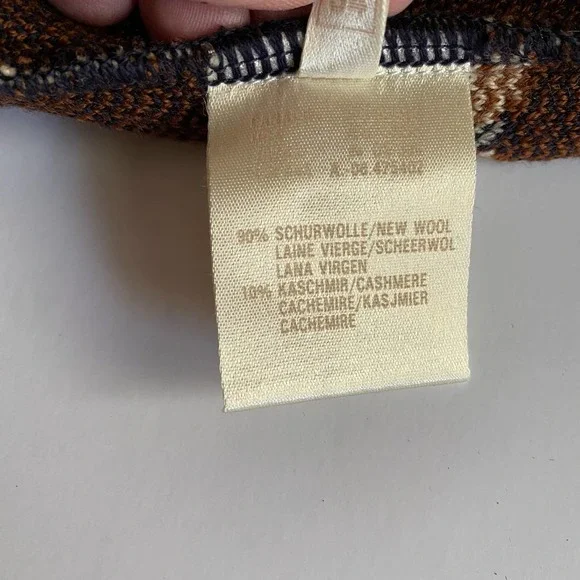 90% SCHURWOLLE/NEW WOOL
LAINE VIERGE/SCHEERWOL
LANA VIRGEN
10% KASCHMIR/CASHMERE
CACHEMIRE/KASJMIER
CACHEMIRE